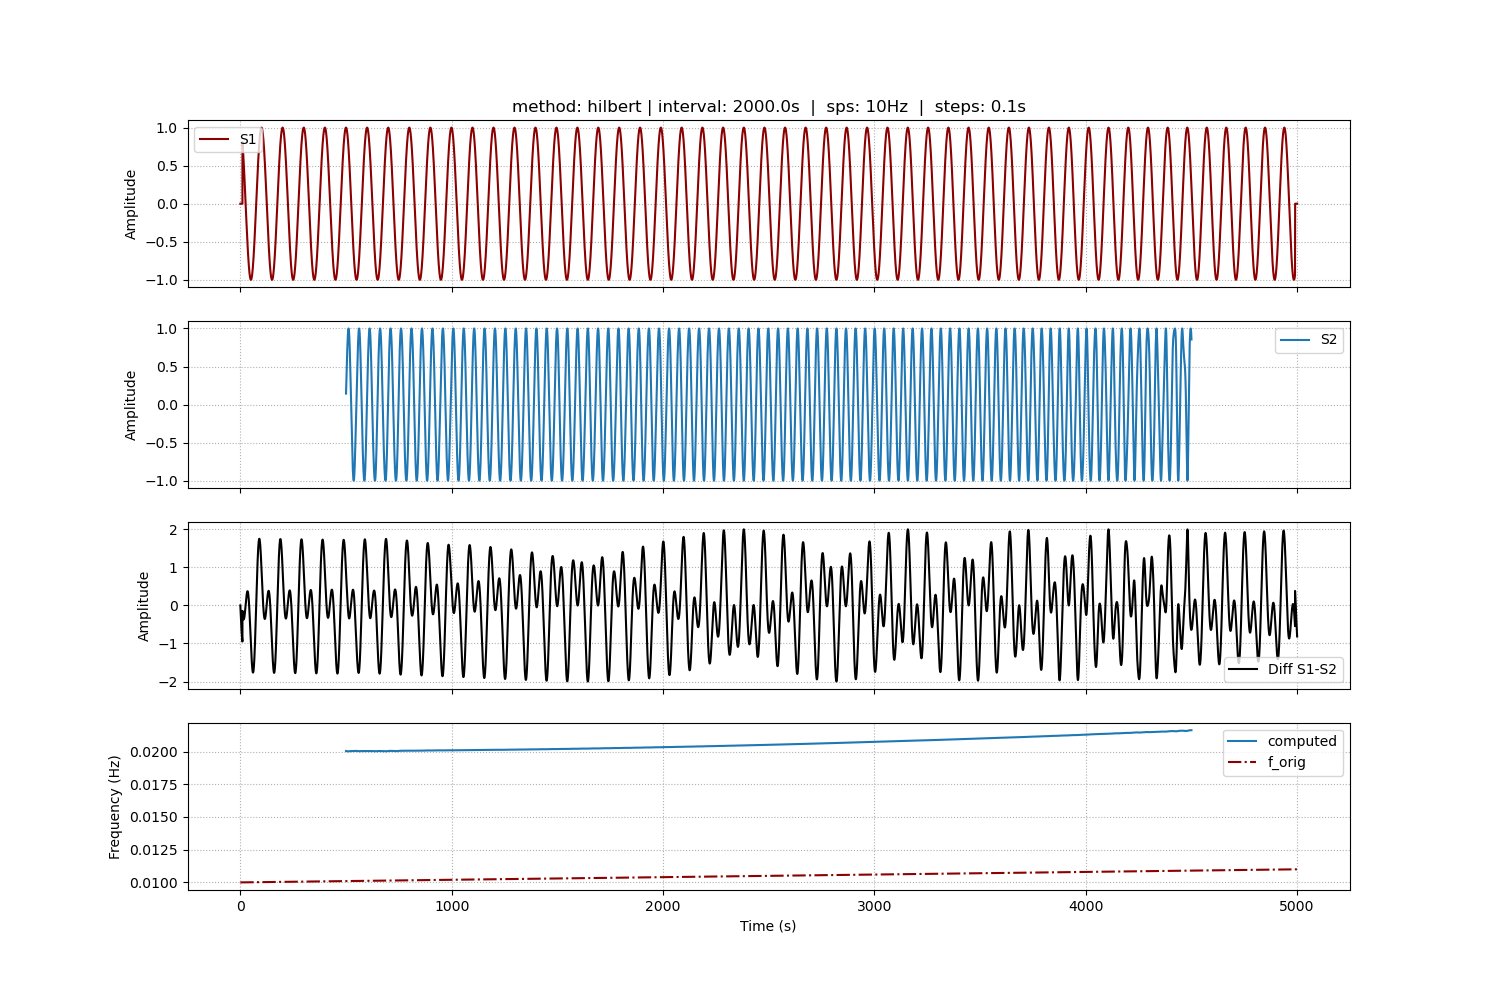 method: hilbert | interval: 2000.0s  |  sps: 10Hz  |  steps: 0.1s
Amplitude
1.0
0.5
0.0
−0.5
−1.0
S1
Amplitude
1.0
0.5
0.0
−0.5
−1.0
S2
Amplitude
2
1
0
−1
−2
Diff S1-S2
Frequency (Hz)
0.0200
0.0175
0.0150
0.0125
0.0100
computed
f_orig
0 1000 2000 3000 4000 5000
Time (s)